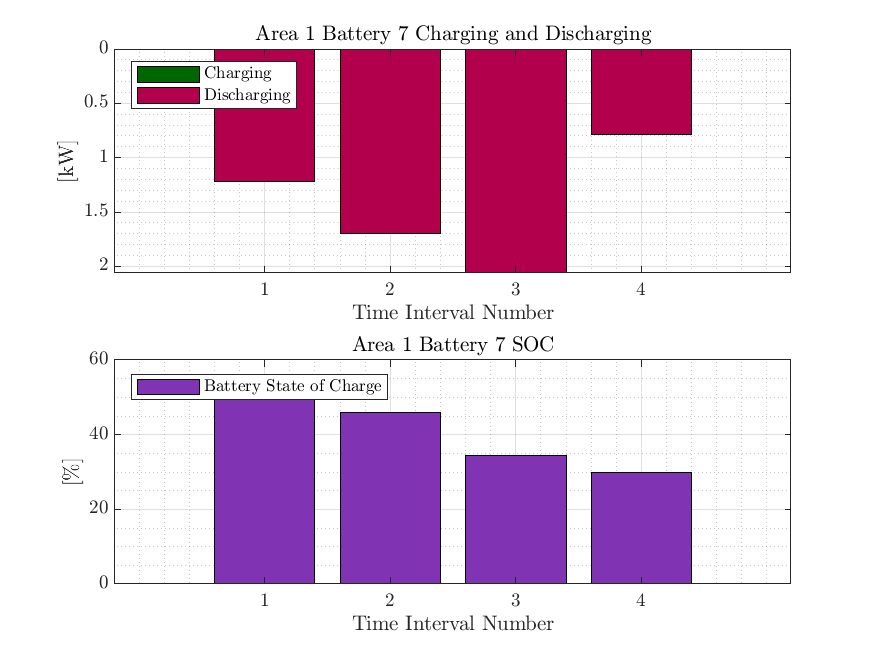 Area 1 Battery 7 Charging and Discharging
0
0.5
1
1.5
2
[kW]
Charging
Discharging
1 2 3 4
Time Interval Number
Area 1 Battery 7 SOC
60
40
20
0
[%]
Battery State of Charge
1 2 3 4
Time Interval Number